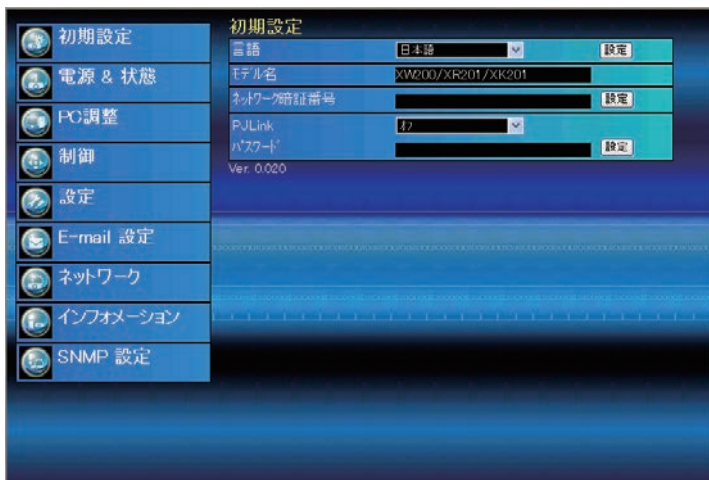 初期設定
電源 & 状態
PC調整
制御
設定
E-mail 設定
ネットワーク
インフォメーション
SNMP 設定
初期設定
言語 日本語 設定
モデル名 XW200/XR201/XK201
ネットワーク暗証番号 設定
PJLink オフ
パスワード 設定
Ver. 0.020